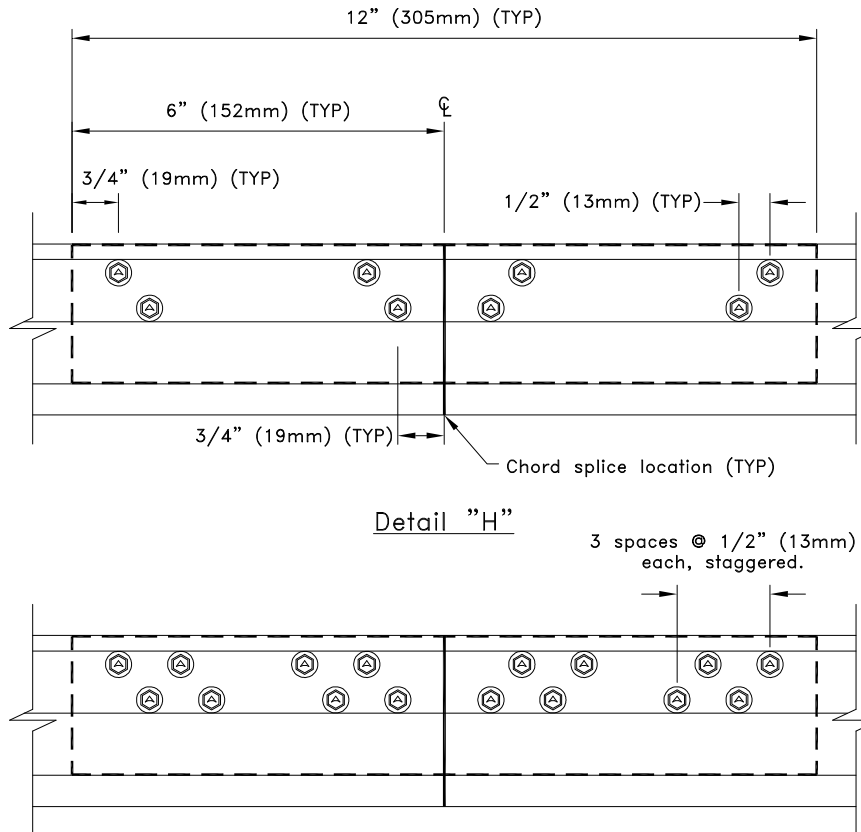 12” (305mm) (TYP)
6” (152mm) (TYP)
℄
3/4” (19mm) (TYP)
1/2” (13mm) (TYP)
3/4” (19mm) (TYP)
Chord splice location (TYP)
Detail ”H”
3 spaces @ 1/2” (13mm)
each, staggered.